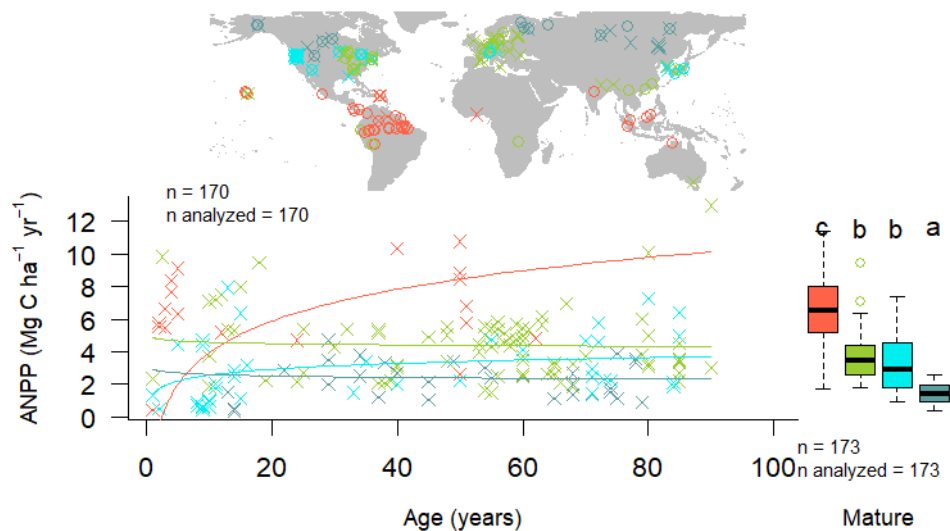 n = 170
n analyzed = 170
ANPP (Mg C ha⁻¹ yr⁻¹)
12
10
8
6
4
2
0
c b b a
0 20 40 60 80 100
n = 173
n analyzed = 173
Age (years)
Mature